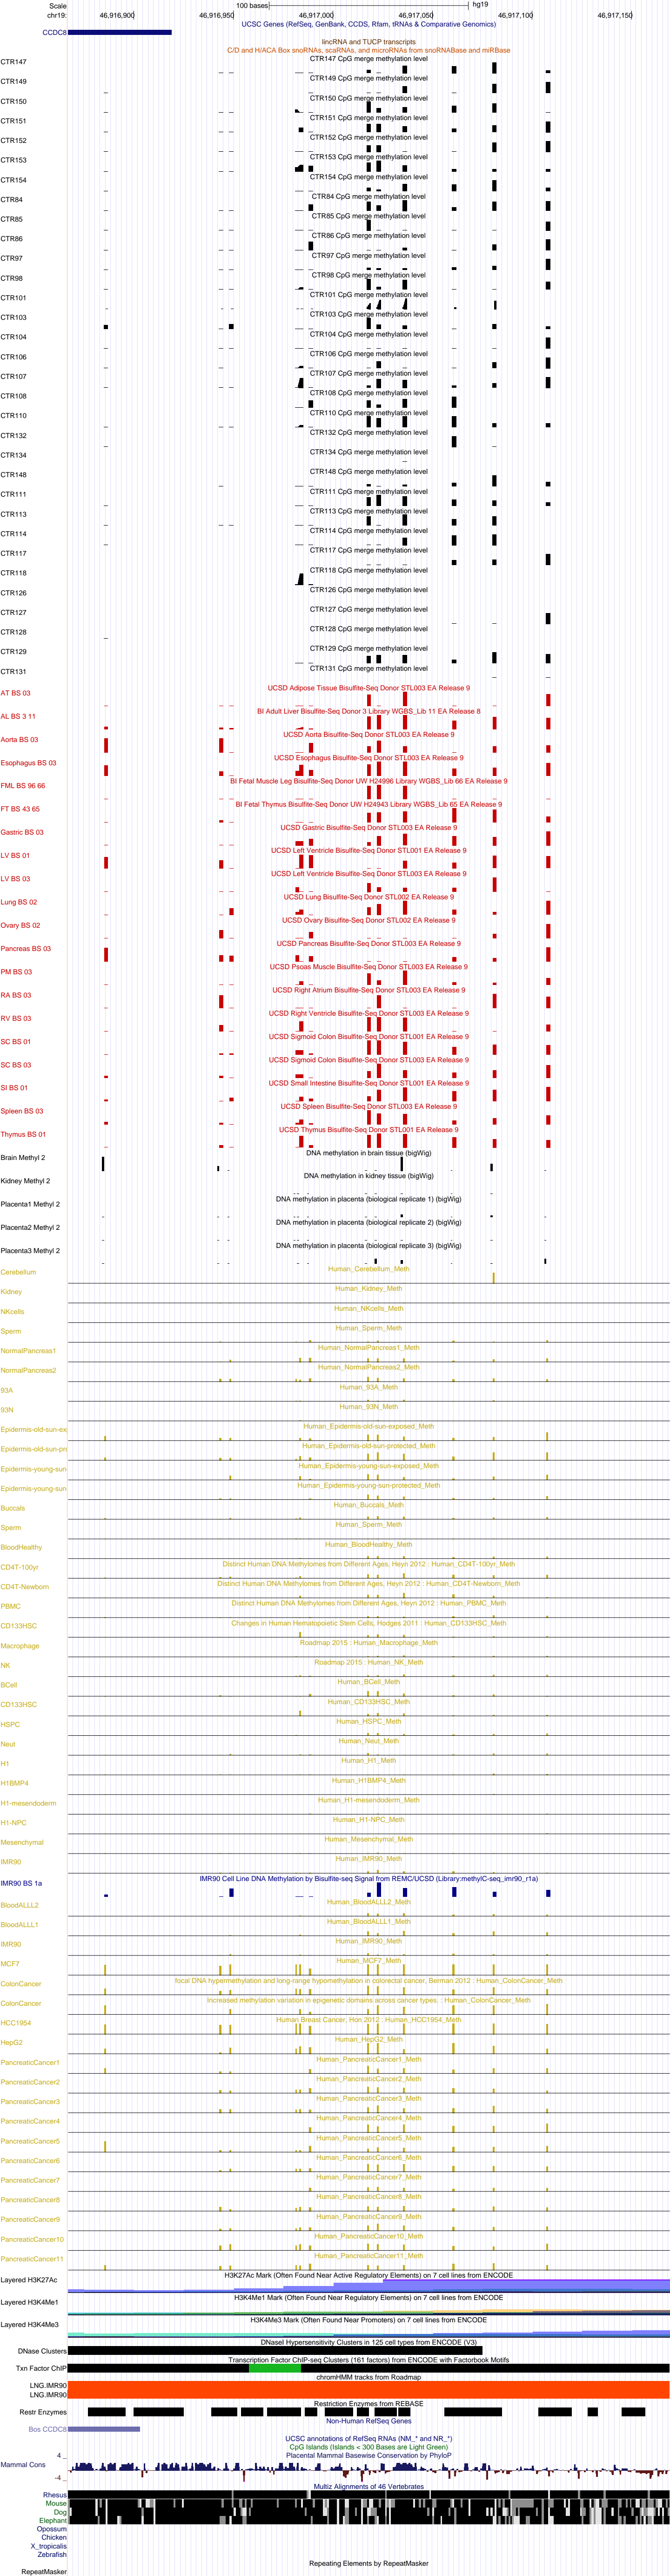 Scale 100 bases hg19
chr19: 46,916,900 46,916,950 46,917,000 46,917,050 46,917,100 46,917,150
UCSC Genes (RefSeq, GenBank, CCDS, Rfam, tRNAs & Comparative Genomics)
CCDC8
lincRNA and TUCP transcripts
C/D and H/ACA Box snoRNAs, scaRNAs, and microRNAs from snoRNABase and miRBase
CTR147 CTR147 CpG merge methylation level
CTR149 CTR149 CpG merge methylation level
CTR150 CTR150 CpG merge methylation level
CTR151 CTR151 CpG merge methylation level
CTR152 CTR152 CpG merge methylation level
CTR153 CTR153 CpG merge methylation level
CTR154 CTR154 CpG merge methylation level
CTR84 CTR84 CpG merge methylation level
CTR85 CTR85 CpG merge methylation level
CTR86 CTR86 CpG merge methylation level
CTR97 CTR97 CpG merge methylation level
CTR98 CTR98 CpG merge methylation level
CTR101 CTR101 CpG merge methylation level
CTR103 CTR103 CpG merge methylation level
CTR104 CTR104 CpG merge methylation level
CTR106 CTR106 CpG merge methylation level
CTR107 CTR107 CpG merge methylation level
CTR108 CTR108 CpG merge methylation level
CTR110 CTR110 CpG merge methylation level
CTR132 CTR132 CpG merge methylation level
CTR134 CTR134 CpG merge methylation level
CTR148 CTR148 CpG merge methylation level
CTR111 CTR111 CpG merge methylation level
CTR113 CTR113 CpG merge methylation level
CTR114 CTR114 CpG merge methylation level
CTR117 CTR117 CpG merge methylation level
CTR118 CTR118 CpG merge methylation level
CTR126 CTR126 CpG merge methylation level
CTR127 CTR127 CpG merge methylation level
CTR128 CTR128 CpG merge methylation level
CTR129 CTR129 CpG merge methylation level
CTR131 CTR131 CpG merge methylation level
AT BS 03 UCSD Adipose Tissue Bisulfite-Seq Donor STL003 EA Release 9
AL BS 3 11 BI Adult Liver Bisulfite-Seq Donor 3 Library WGBS_Lib 11 EA Release 8
Aorta BS 03 UCSD Aorta Bisulfite-Seq Donor STL003 EA Release 9
Esophagus BS 03 UCSD Esophagus Bisulfite-Seq Donor STL003 EA Release 9
FML BS 96 66 BI Fetal Muscle Leg Bisulfite-Seq Donor UW H24996 Library WGBS_Lib 66 EA Release 9
FT BS 43 65 BI Fetal Thymus Bisulfite-Seq Donor UW H24943 Library WGBS_Lib 65 EA Release 9
Gastric BS 03 UCSD Gastric Bisulfite-Seq Donor STL003 EA Release 9
LV BS 01 UCSD Left Ventricle Bisulfite-Seq Donor STL001 EA Release 9
LV BS 03 UCSD Left Ventricle Bisulfite-Seq Donor STL003 EA Release 9
Lung BS 02 UCSD Lung Bisulfite-Seq Donor STL002 EA Release 9
Ovary BS 02 UCSD Ovary Bisulfite-Seq Donor STL002 EA Release 9
Pancreas BS 03 UCSD Pancreas Bisulfite-Seq Donor STL003 EA Release 9
PM BS 03 UCSD Psoas Muscle Bisulfite-Seq Donor STL003 EA Release 9
RA BS 03 UCSD Right Atrium Bisulfite-Seq Donor STL003 EA Release 9
RV BS 03 UCSD Right Ventricle Bisulfite-Seq Donor STL003 EA Release 9
SC BS 01 UCSD Sigmoid Colon Bisulfite-Seq Donor STL001 EA Release 9
SC BS 03 UCSD Sigmoid Colon Bisulfite-Seq Donor STL003 EA Release 9
SI BS 01 UCSD Small Intestine Bisulfite-Seq Donor STL001 EA Release 9
Spleen BS 03 UCSD Spleen Bisulfite-Seq Donor STL003 EA Release 9
Thymus BS 01 UCSD Thymus Bisulfite-Seq Donor STL001 EA Release 9
Brain Methyl 2 DNA methylation in brain tissue (bigWig)
Kidney Methyl 2 DNA methylation in kidney tissue (bigWig)
Placenta1 Methyl 2 DNA methylation in placenta (biological replicate 1) (bigWig)
Placenta2 Methyl 2 DNA methylation in placenta (biological replicate 2) (bigWig)
Placenta3 Methyl 2 DNA methylation in placenta (biological replicate 3) (bigWig)
Cerebellum Human_Cerebellum_Meth
Kidney Human_Kidney_Meth
NKcells Human_NKcells_Meth
Sperm Human_Sperm_Meth
NormalPancreas1 Human_NormalPancreas1_Meth
NormalPancreas2 Human_NormalPancreas2_Meth
93A Human_93A_Meth
93N Human_93N_Meth
Epidermis-old-sun-ex Human_Epidermis-old-sun-exposed_Meth
Epidermis-old-sun-pro Human_Epidermis-old-sun-protected_Meth
Epidermis-young-sun- Human_Epidermis-young-sun-exposed_Meth
Epidermis-young-sun- Human_Epidermis-young-sun-protected_Meth
Buccals Human_Buccals_Meth
Sperm Human_Sperm_Meth
BloodHealthy Human_BloodHealthy_Meth
CD4T-100yr Distinct Human DNA Methylomes from Different Ages, Heyn 2012 : Human_CD4T-100yr_Meth
CD4T-Newborn Distinct Human DNA Methylomes from Different Ages, Heyn 2012 : Human_CD4T-Newborn_Meth
PBMC Distinct Human DNA Methylomes from Different Ages, Heyn 2012 : Human_PBMC_Meth
CD133HSC Changes in Human Hematopoietic Stem Cells, Hodges 2011 : Human_CD133HSC_Meth
Macrophage Roadmap 2015 : Human_Macrophage_Meth
NK Roadmap 2015 : Human_NK_Meth
BCell Human_BCell_Meth
CD133HSC Human_CD133HSC_Meth
HSPC Human_HSPC_Meth
Neut Human_Neut_Meth
H1 Human_H1_Meth
H1BMP4 Human_H1BMP4_Meth
H1-mesendoderm Human_H1-mesendoderm_Meth
H1-NPC Human_H1-NPC_Meth
Mesenchymal Human_Mesenchymal_Meth
IMR90 Human_IMR90_Meth
IMR90 BS 1a IMR90 Cell Line DNA Methylation by Bisulfite-seq Signal from REMC/UCSD (Library:methylC-seq_imr90_r1a)
BloodALLL2 Human_BloodALLL2_Meth
BloodALLL1 Human_BloodALLL1_Meth
IMR90 Human_IMR90_Meth
MCF7 Human_MCF7_Meth
ColonCancer focal DNA hypermethylation and long-range hypomethylation in colorectal cancer, Berman 2012 : Human_ColonCancer_Meth
ColonCancer Increased methylation variation in epigenetic domains across cancer types. : Human_ColonCancer_Meth
HCC1954 Human Breast Cancer, Hon 2012 : Human_HCC1954_Meth
HepG2 Human_HepG2_Meth
PancreaticCancer1 Human_PancreaticCancer1_Meth
PancreaticCancer2 Human_PancreaticCancer2_Meth
PancreaticCancer3 Human_PancreaticCancer3_Meth
PancreaticCancer4 Human_PancreaticCancer4_Meth
PancreaticCancer5 Human_PancreaticCancer5_Meth
PancreaticCancer6 Human_PancreaticCancer6_Meth
PancreaticCancer7 Human_PancreaticCancer7_Meth
PancreaticCancer8 Human_PancreaticCancer8_Meth
PancreaticCancer9 Human_PancreaticCancer9_Meth
PancreaticCancer10 Human_PancreaticCancer10_Meth
PancreaticCancer11 Human_PancreaticCancer11_Meth
Layered H3K27Ac H3K27Ac Mark (Often Found Near Active Regulatory Elements) on 7 cell lines from ENCODE
Layered H3K4Me1 H3K4Me1 Mark (Often Found Near Regulatory Elements) on 7 cell lines from ENCODE
Layered H3K4Me3 H3K4Me3 Mark (Often Found Near Promoters) on 7 cell lines from ENCODE
DNaseI Hypersensitivity Clusters in 125 cell types from ENCODE (V3)
DNase Clusters
Transcription Factor ChIP-seq Clusters (161 factors) from ENCODE with Factorbook Motifs
Txn Factor ChIP
chromHMM tracks from Roadmap
LNG.IMR90
LNG.IMR90
Restriction Enzymes from REBASE
Restr Enzymes
Non-Human RefSeq Genes
Bos CCDC8
UCSC annotations of RefSeq RNAs (NM_* and NR_*)
CpG Islands (Islands < 300 Bases are Light Green)
4 _ Placental Mammal Basewise Conservation by PhyloP
Mammal Cons
-4 _
Multiz Alignments of 46 Vertebrates
Rhesus
Mouse
Dog
Elephant
Opossum
Chicken
X_tropicalis
Zebrafish
Repeating Elements by RepeatMasker
RepeatMasker